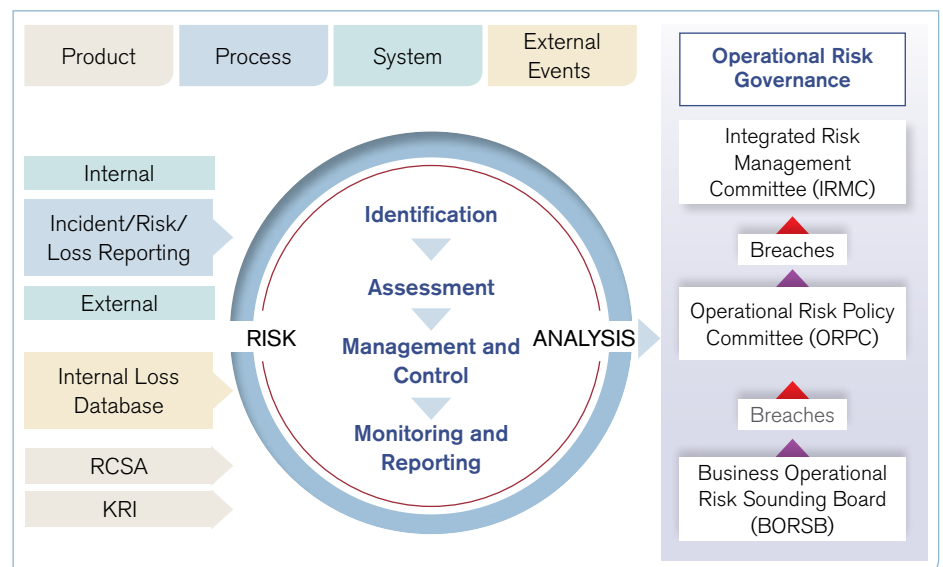 Product
Process
System
External
Events
Internal
Incident/Risk/
Loss Reporting
External
Internal Loss
Database
RCSA
KRI
RISK
Identification
Assessment
Management and
Control
Monitoring and
Reporting
ANALYSIS
Operational Risk
Governance
Integrated Risk
Management
Committee (IRMC)
Breaches
Operational Risk Policy
Committee (ORPC)
Breaches
Business Operational
Risk Sounding Board
(BORSB)